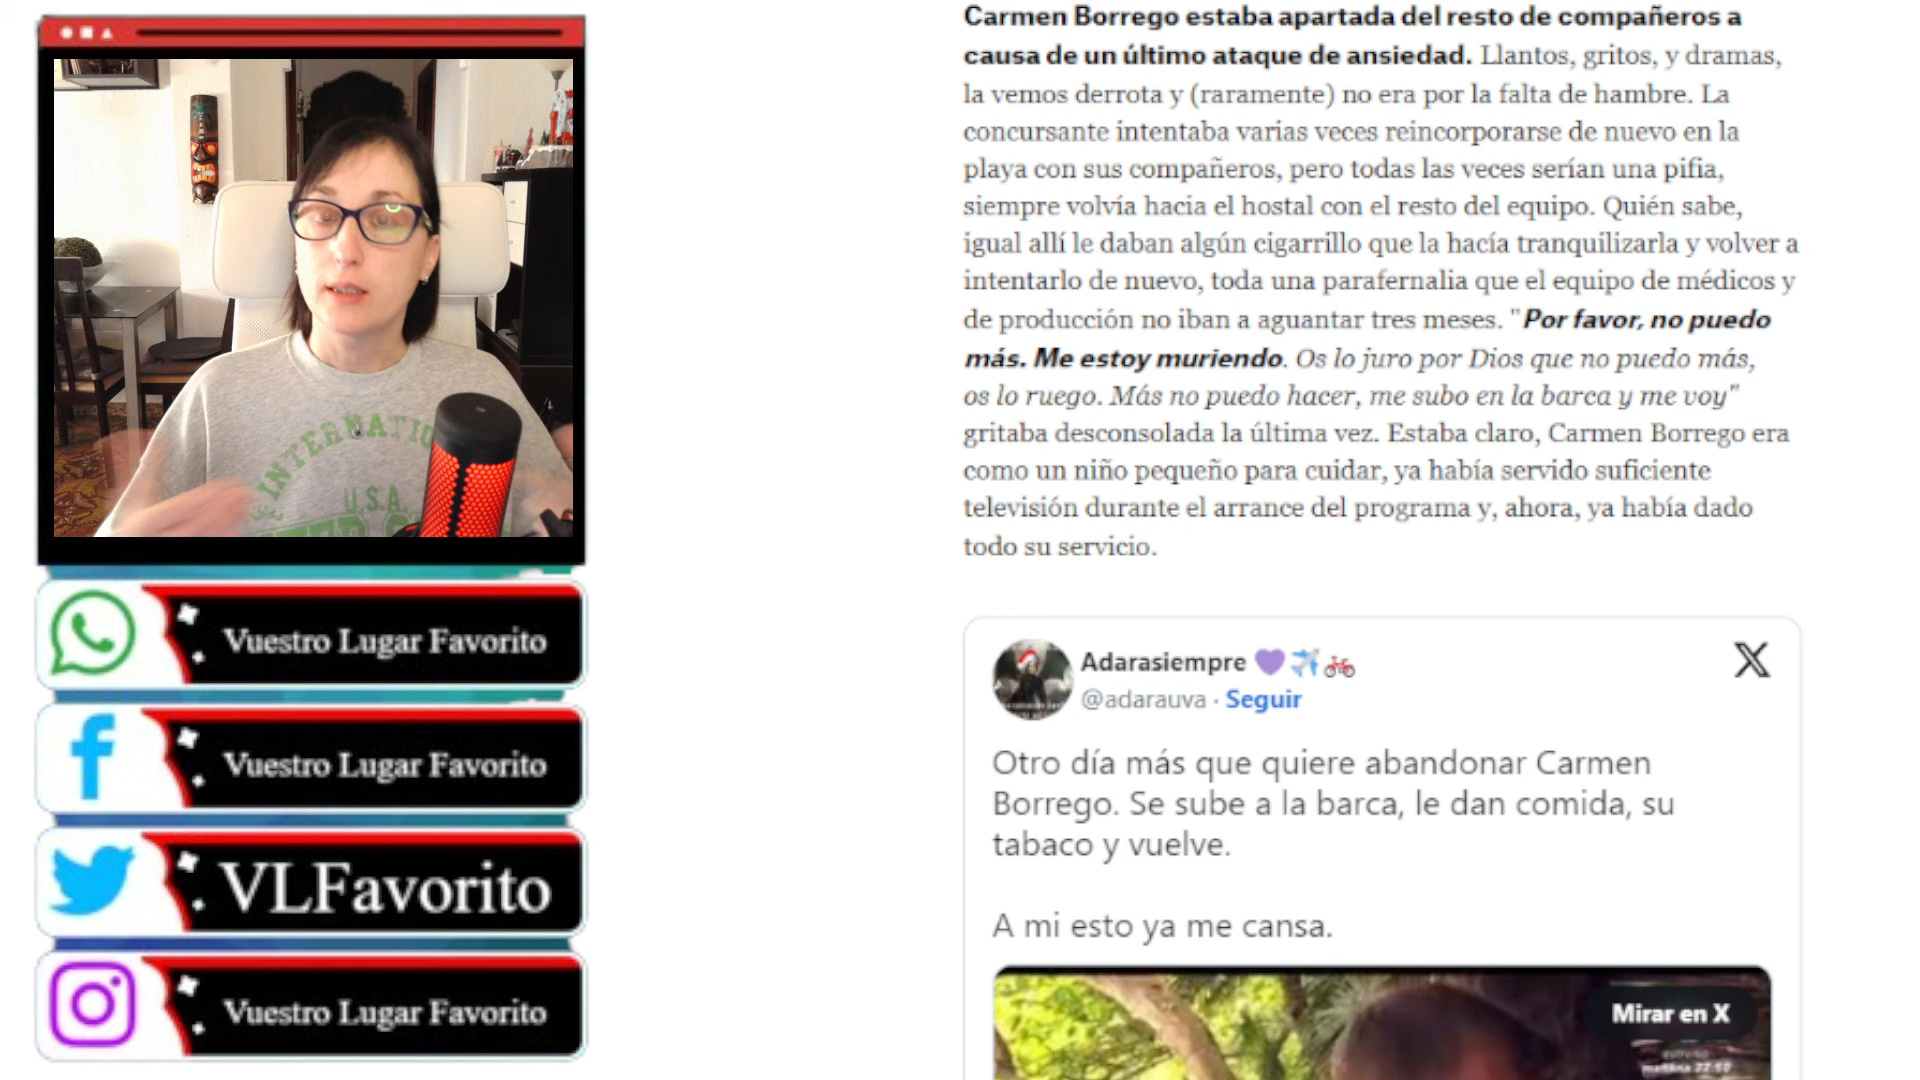 INTERNATIO
U.S.A.
Vuestro Lugar Favorito
Vuestro Lugar Favorito
VLFavorito
Vuestro Lugar Favorito
Carmen Borrego estaba apartada del resto de compañeros a
causa de un último ataque de ansiedad. Llantos, gritos, y dramas,
la vemos derrota y (raramente) no era por la falta de hambre. La
concursante intentaba varias veces reincorporarse de nuevo en la
playa con sus compañeros, pero todas las veces serían una pifia,
siempre volvía hacia el hostal con el resto del equipo. Quién sabe,
igual allí le daban algún cigarrillo que la hacía tranquilizarla y volver a
intentarlo de nuevo, toda una parafernalia que el equipo de médicos y
de producción no iban a aguantar tres meses. "Por favor, no puedo
más. Me estoy muriendo. Os lo juro por Dios que no puedo más,
os lo ruego. Más no puedo hacer, me subo en la barca y me voy"
gritaba desconsolada la última vez. Estaba claro, Carmen Borrego era
como un niño pequeño para cuidar, ya había servido suficiente
televisión durante el arrance del programa y, ahora, ya había dado
todo su servicio.
Adarasiempre 💜✈️🚲
@adarauva · Seguir
Otro día más que quiere abandonar Carmen
Borrego. Se sube a la barca, le dan comida, su
tabaco y vuelve.
A mi esto ya me cansa.
Mirar en X